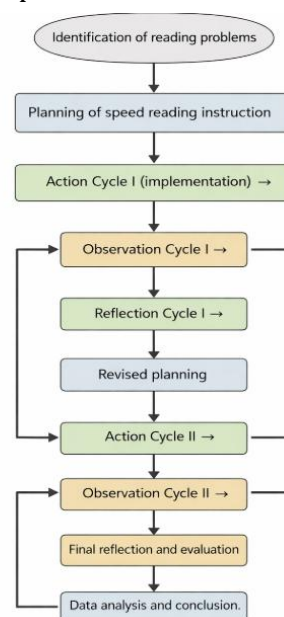 Identification of reading problems
Planning of speed reading instruction
Action Cycle I (implementation) →
Observation Cycle I →
Reflection Cycle I →
Revised planning
Action Cycle II →
Observation Cycle II →
Final reflection and evaluation
Data analysis and conclusion.